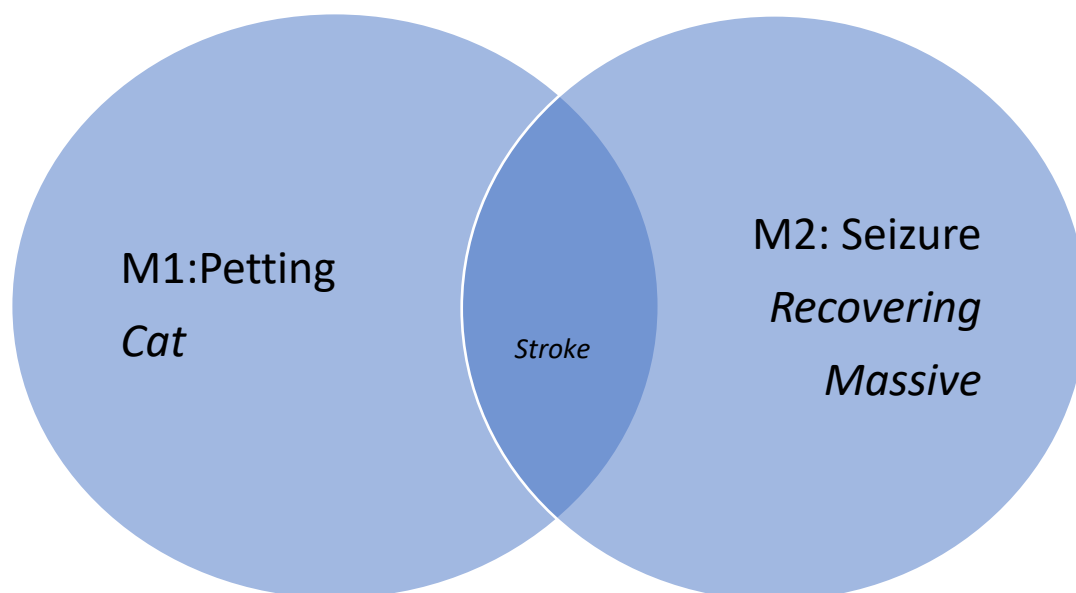 M1:Petting
Cat
Stroke
M2: Seizure
Recovering
Massive